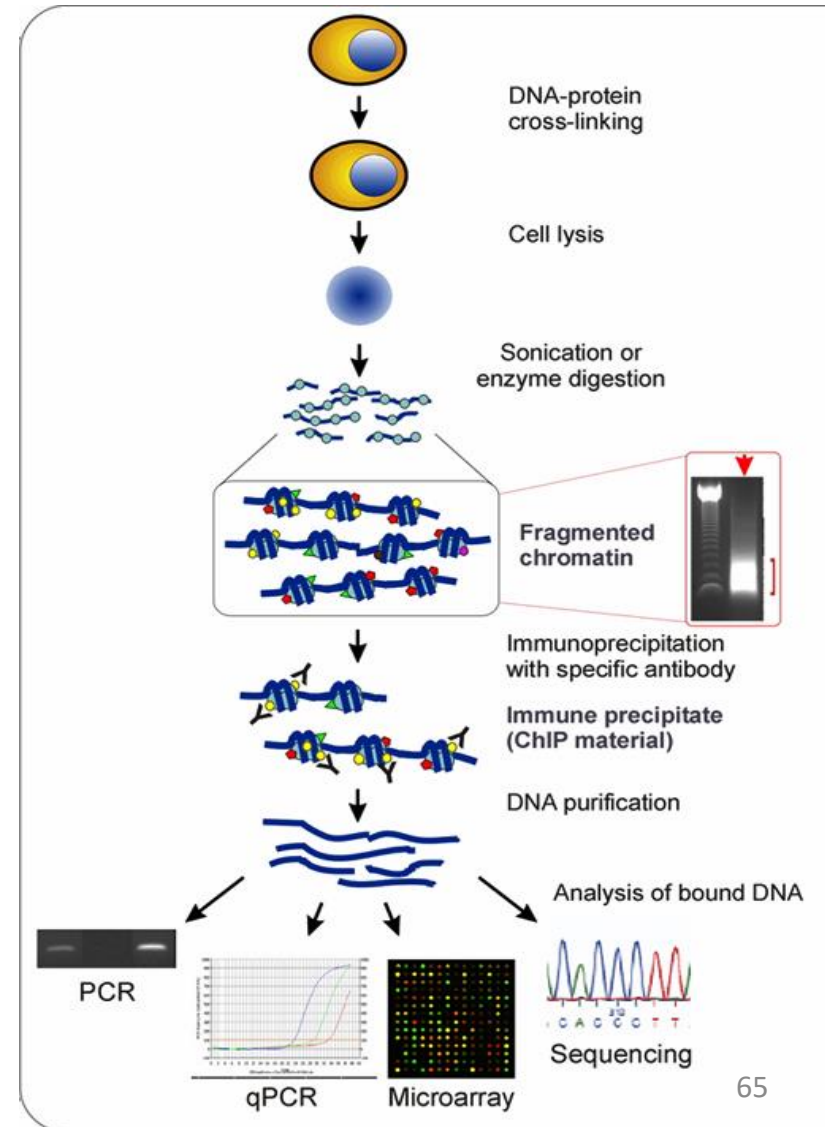 DNA-protein
cross-linking
Cell lysis
Sonication or
enzyme digestion
Fragmented
chromatin
Immunoprecipitation
with specific antibody
Immune precipitate
(ChIP material)
DNA purification
Analysis of bound DNA
PCR
qPCR
Microarray
C A C C C T T
Sequencing
65